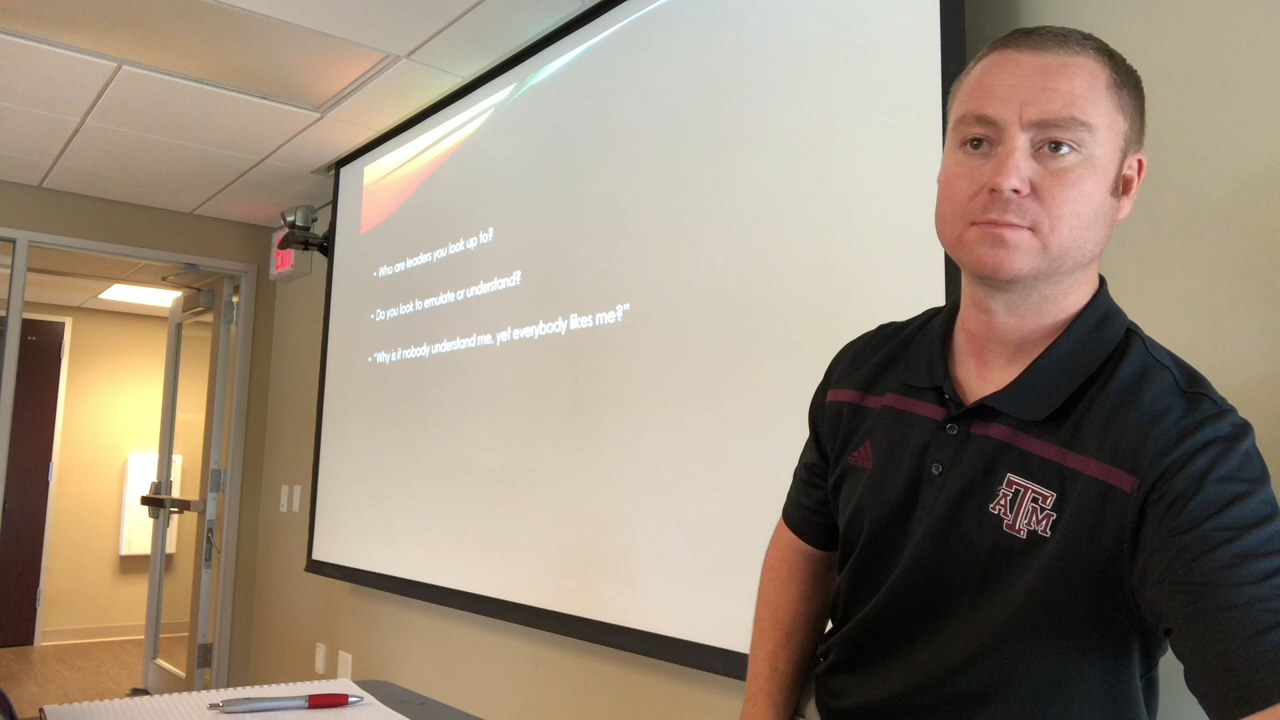 • Who are leaders you look up to?
• Do you look to emulate or understand?
• "Why is it nobody understand me, yet everybody likes me?"
EXIT
adidas
ATM